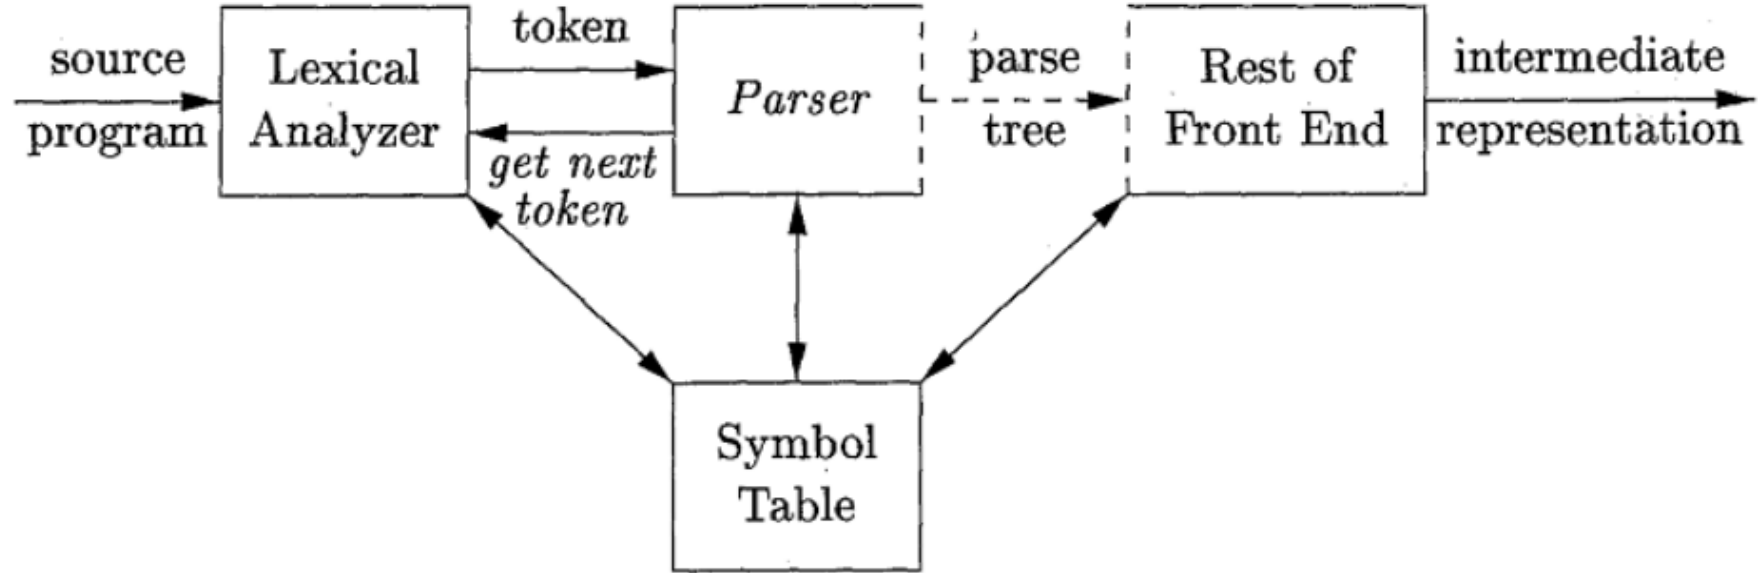 source
program
Lexical
Analyzer
token
get next
token
Parser
parse
tree
Rest of
Front End
intermediate
representation
Symbol
Table